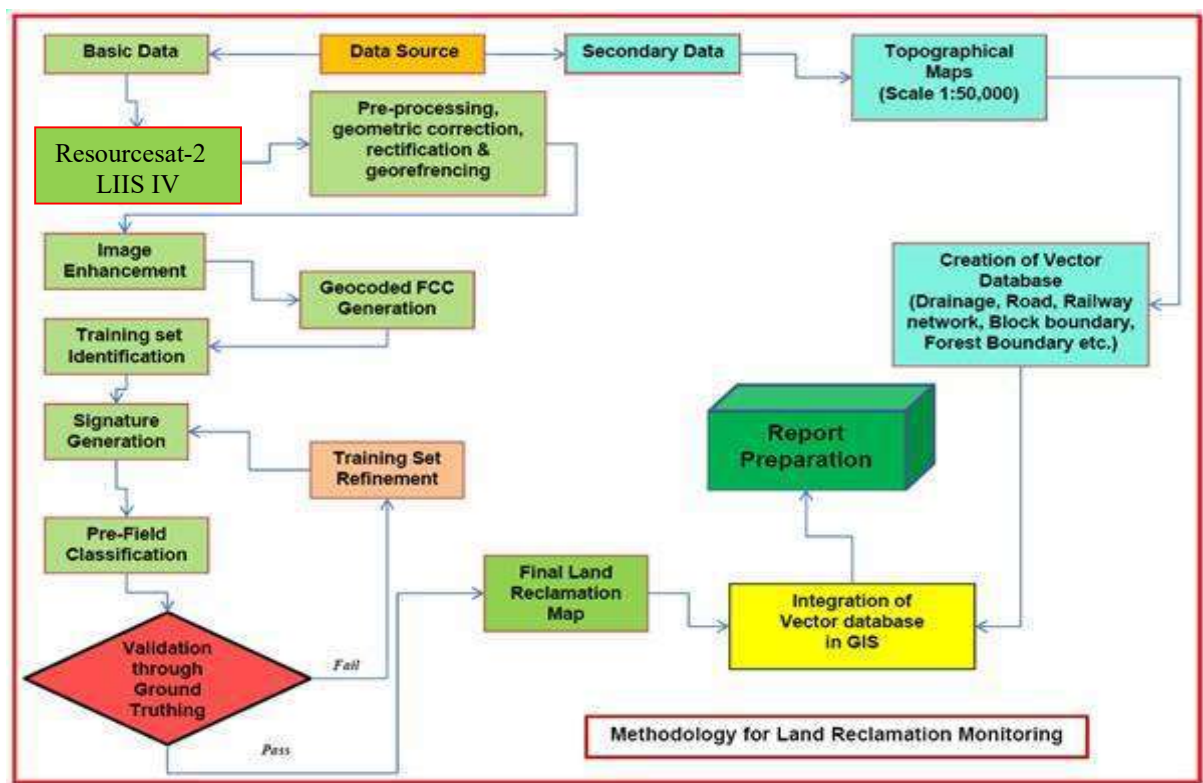 Basic Data
Data Source
Secondary Data
Topographical
Maps
(Scale 1:50,000)
Resourcesat-2
LIIS IV
Pre-processing,
geometric correction,
rectification &
georefrencing
Image
Enhancement
Geocoded FCC
Generation
Creation of Vector
Database
(Drainage, Road, Railway
network, Block boundary,
Forest Boundary etc.)
Training set
Identification
Signature
Generation
Training Set
Refinement
Report
Preparation
Pre-Field
Classification
Final Land
Reclamation
Map
Integration of
Vector database
in GIS
Validation
through
Ground
Truthing
Fail
Pass
Methodology for Land Reclamation Monitoring